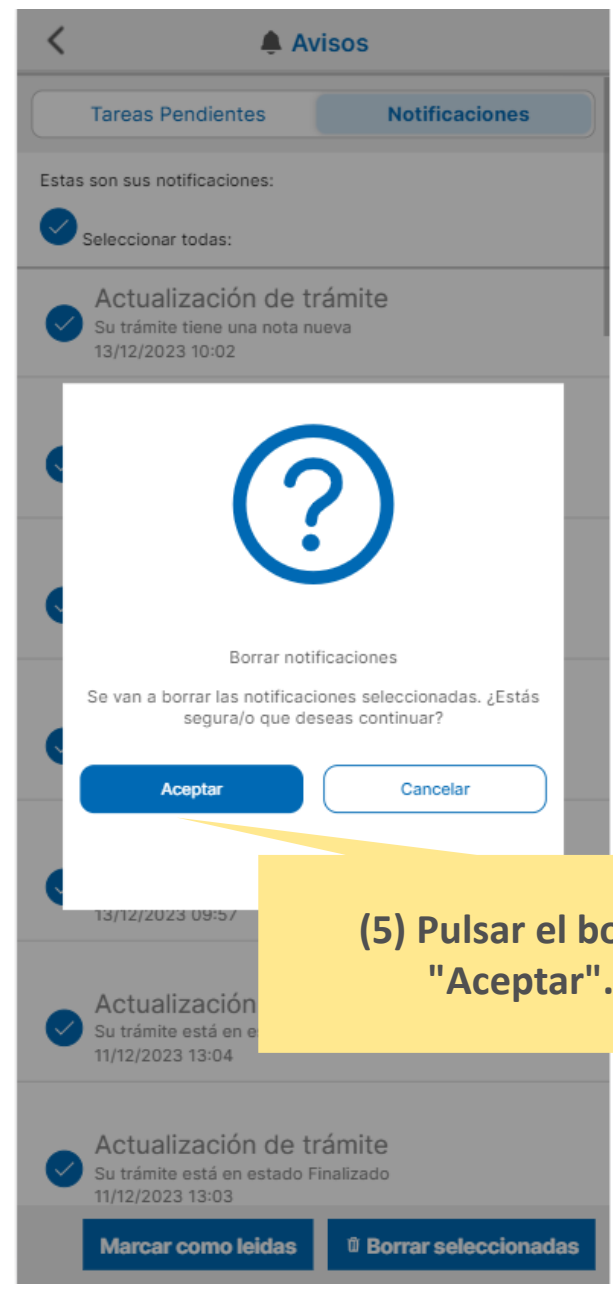 Avisos
Tareas Pendientes
Notificaciones
Estas son sus notificaciones:
Seleccionar todas:
Actualización de trámite
Su trámite tiene una nota nueva
13/12/2023 10:02
?
Borrar notificaciones
Se van a borrar las notificaciones seleccionadas. ¿Estás
segura/o que deseas continuar?
Aceptar
Cancelar
13/12/2023 09:57
(5) Pulsar el bo
"Aceptar".
Actualización
Su trámite está en e
11/12/2023 13:04
Actualización de trámite
Su trámite está en estado Finalizado
11/12/2023 13:03
Marcar como leidas
Borrar seleccionadas